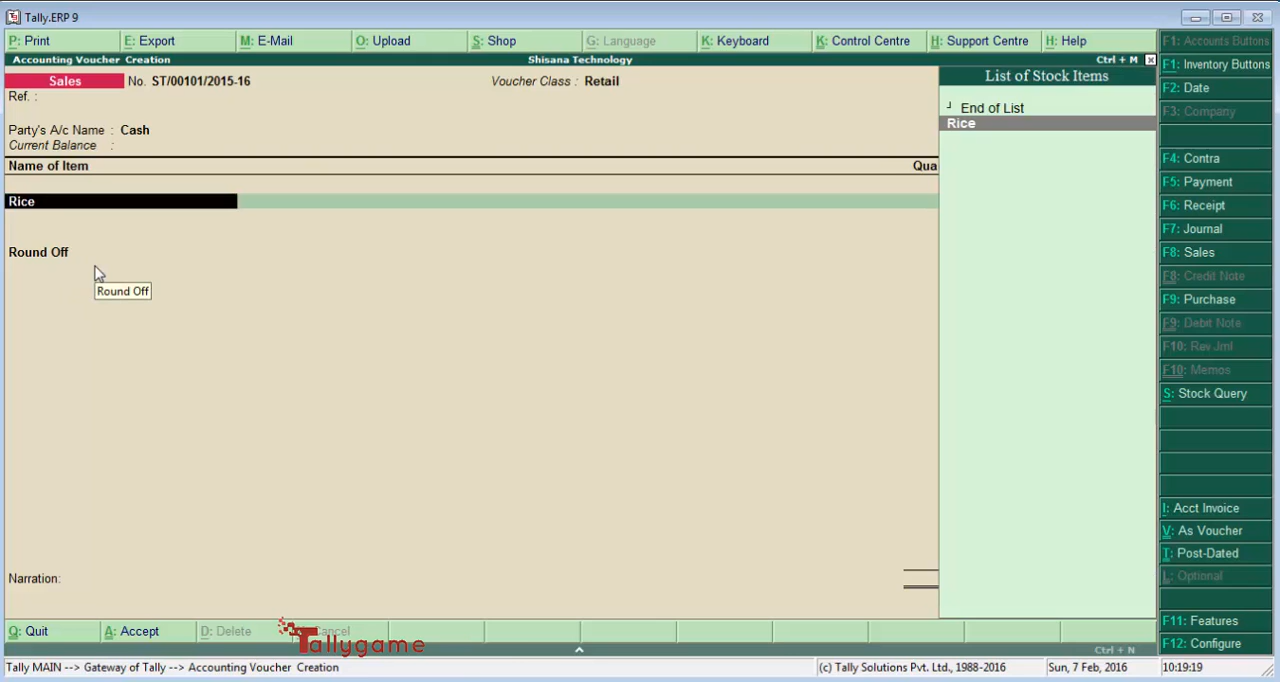 Tally.ERP 9
P: Print E: Export M: E-Mail O: Upload S: Shop G: Language K: Keyboard K: Control Centre H: Support Centre H: Help
Accounting Voucher Creation Shisana Technology Ctrl + M
Sales No. ST/00101/2015-16 Voucher Class : Retail
Ref. :
Party's A/c Name : Cash
Current Balance :
Name of Item Qua
Rice
Round Off
Round Off
Narration:
List of Stock Items
End of List
Rice
F1: Accounts Buttons
F1: Inventory Buttons
F2: Date
F3: Company
F4: Contra
F5: Payment
F6: Receipt
F7: Journal
F8: Sales
F8: Credit Note
F9: Purchase
F9: Debit Note
F10: Rev Jrnl
F10: Memos
S: Stock Query
I: Acct Invoice
V: As Voucher
T: Post-Dated
L: Optional
F11: Features
F12: Configure
Q: Quit A: Accept D: Delete Cancel
Tallygame
Ctrl + N
Tally MAIN --> Gateway of Tally --> Accounting Voucher Creation (c) Tally Solutions Pvt. Ltd., 1988-2016 Sun, 7 Feb, 2016 10:19:19